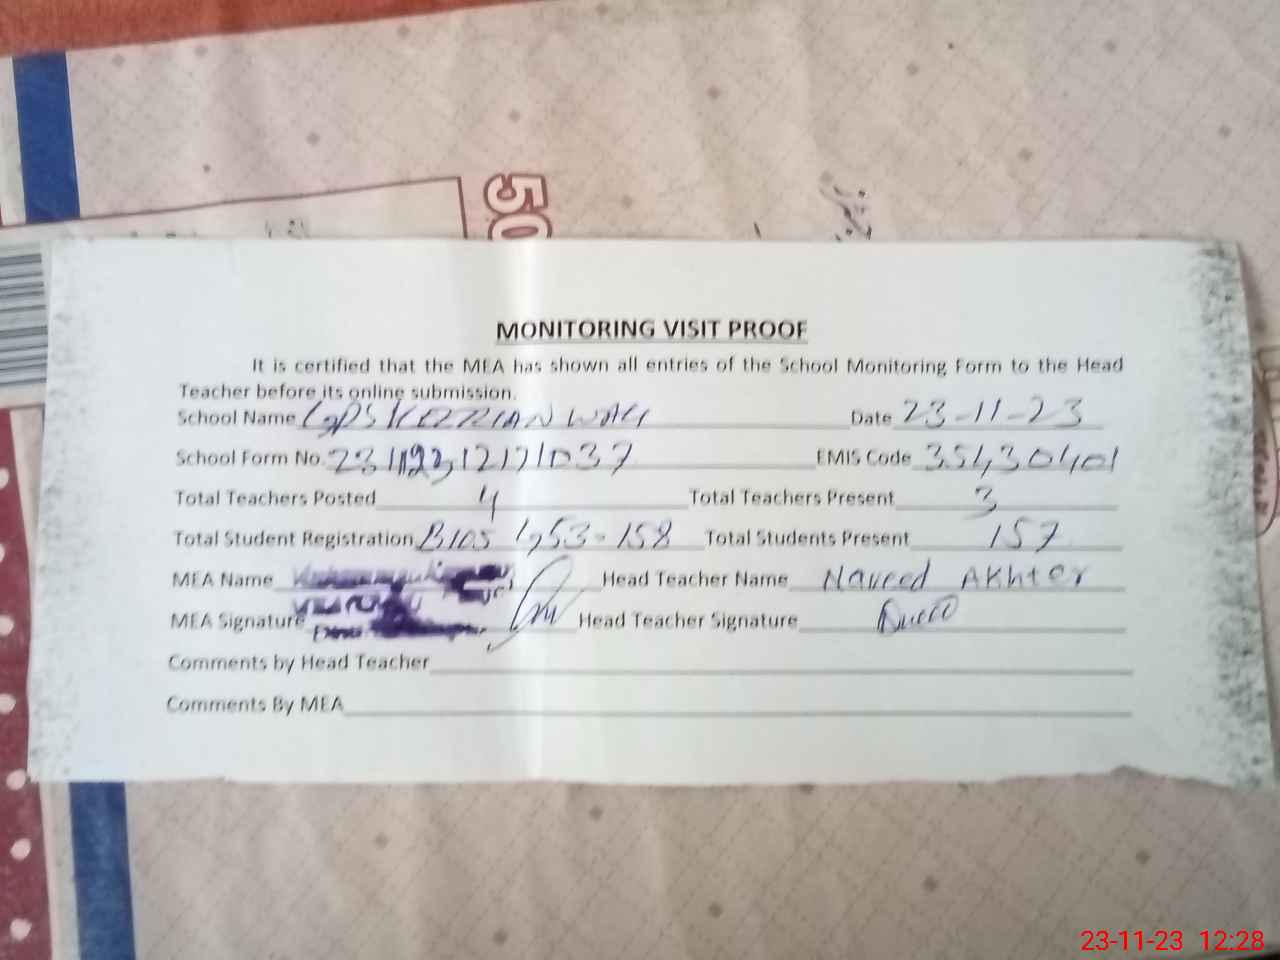 50
MONITORING VISIT PROOF
It is certified that the MEA has shown all entries of the School Monitoring Form to the Head
Teacher before its online submission.
School Name GPS WALI Date 23-11-23
School Form No. EMIS Code 35430401
Total Teachers Posted 4 Total Teachers Present 3
Total Student Registration 158 Total Students Present 157
MEA Name Head Teacher Name Naveed Akhter
MEA Signature Head Teacher Signature
Comments by Head Teacher
Comments By MEA
23-11-23 12:28